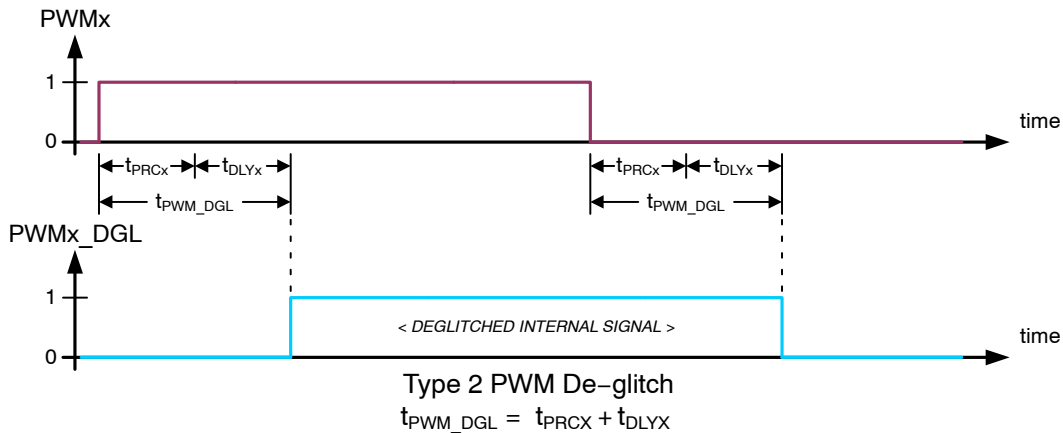 PWMx
1
0
time
tPRCx tDLYx tPRCx tDLYx
tPWM_DGL tPWM_DGL
PWMx_DGL
1
< DEGLITCHED INTERNAL SIGNAL >
0
time
Type 2 PWM De−glitch
tPWM_DGL = tPRCX + tDLYX